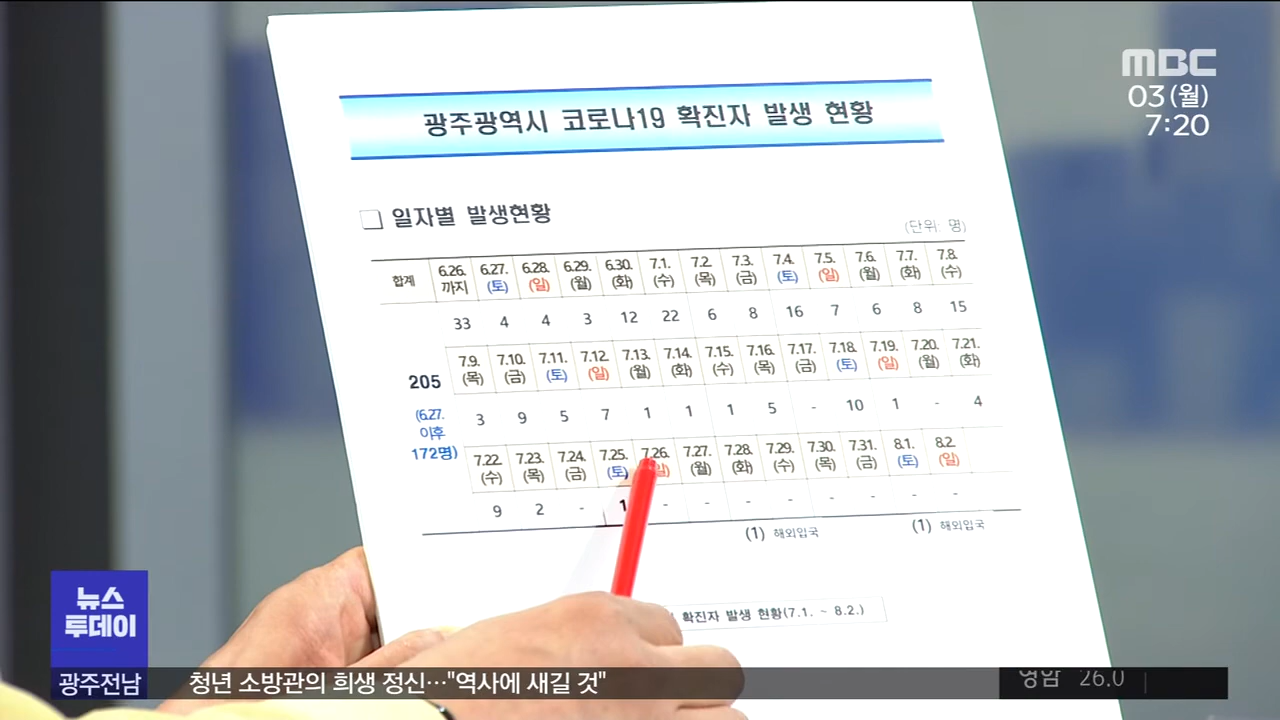 MBC
03(월)
7:20
광주광역시 코로나19 확진자 발생 현황
□ 일자별 발생현황
(단위: 명)
합계 6.26. 까지 6.27. (토) 6.28. (일) 6.29. (월) 6.30. (화) 7.1. (수) 7.2. (목) 7.3. (금) 7.4. (토) 7.5. (일) 7.6. (월) 7.7. (화) 7.8. (수)
33 4 4 3 12 22 6 8 16 7 6 8 15
205
(6.27.
이후
172명)
7.9. (목) 7.10. (금) 7.11. (토) 7.12. (일) 7.13. (월) 7.14. (화) 7.15. (수) 7.16. (목) 7.17. (금) 7.18. (토) 7.19. (일) 7.20. (월) 7.21. (화)
3 9 5 7 1 1 1 5 - 10 1 - 4
7.22. (수) 7.23. (목) 7.24. (금) 7.25. (토) 7.26. (일) 7.27. (월) 7.28. (화) 7.29. (수) 7.30. (목) 7.31. (금) 8.1. (토) 8.2. (일)
9 2 - 1 - - - - - - - -
(1) 해외입국 (1) 해외입국
확진자 발생 현황(7.1. ~ 8.2.)
뉴스
투데이
광주전남 청년 소방관의 희생 정신…"역사에 새길 것" 영암 26.0